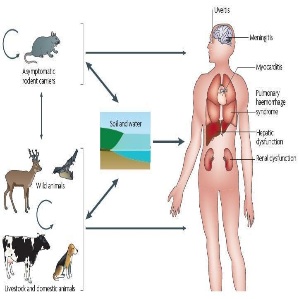 Uveitis
Meningitis
Asymptomatic
rodent carriers
Myocarditis
Pulmonary
haemorrhage
syndrome
Soil and water
Hepatic
dysfunction
Renal dysfunction
Wild animals
Livestock and domestic animals